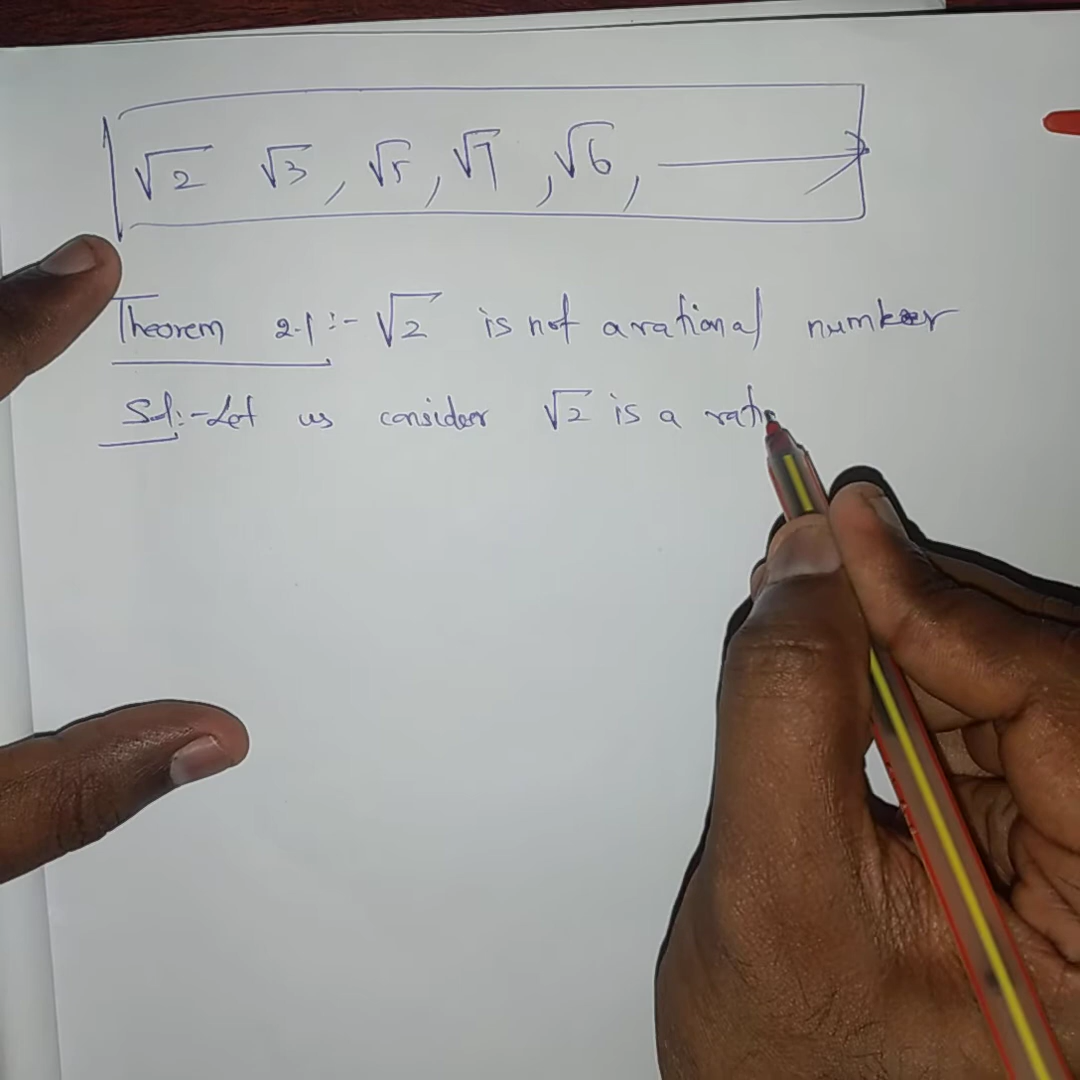 √2 √3, √5, √7, √6, ⟶
Theorem 2.1 :- √2 is not a rational number
Sol:- Let us consider √2 is a ratio